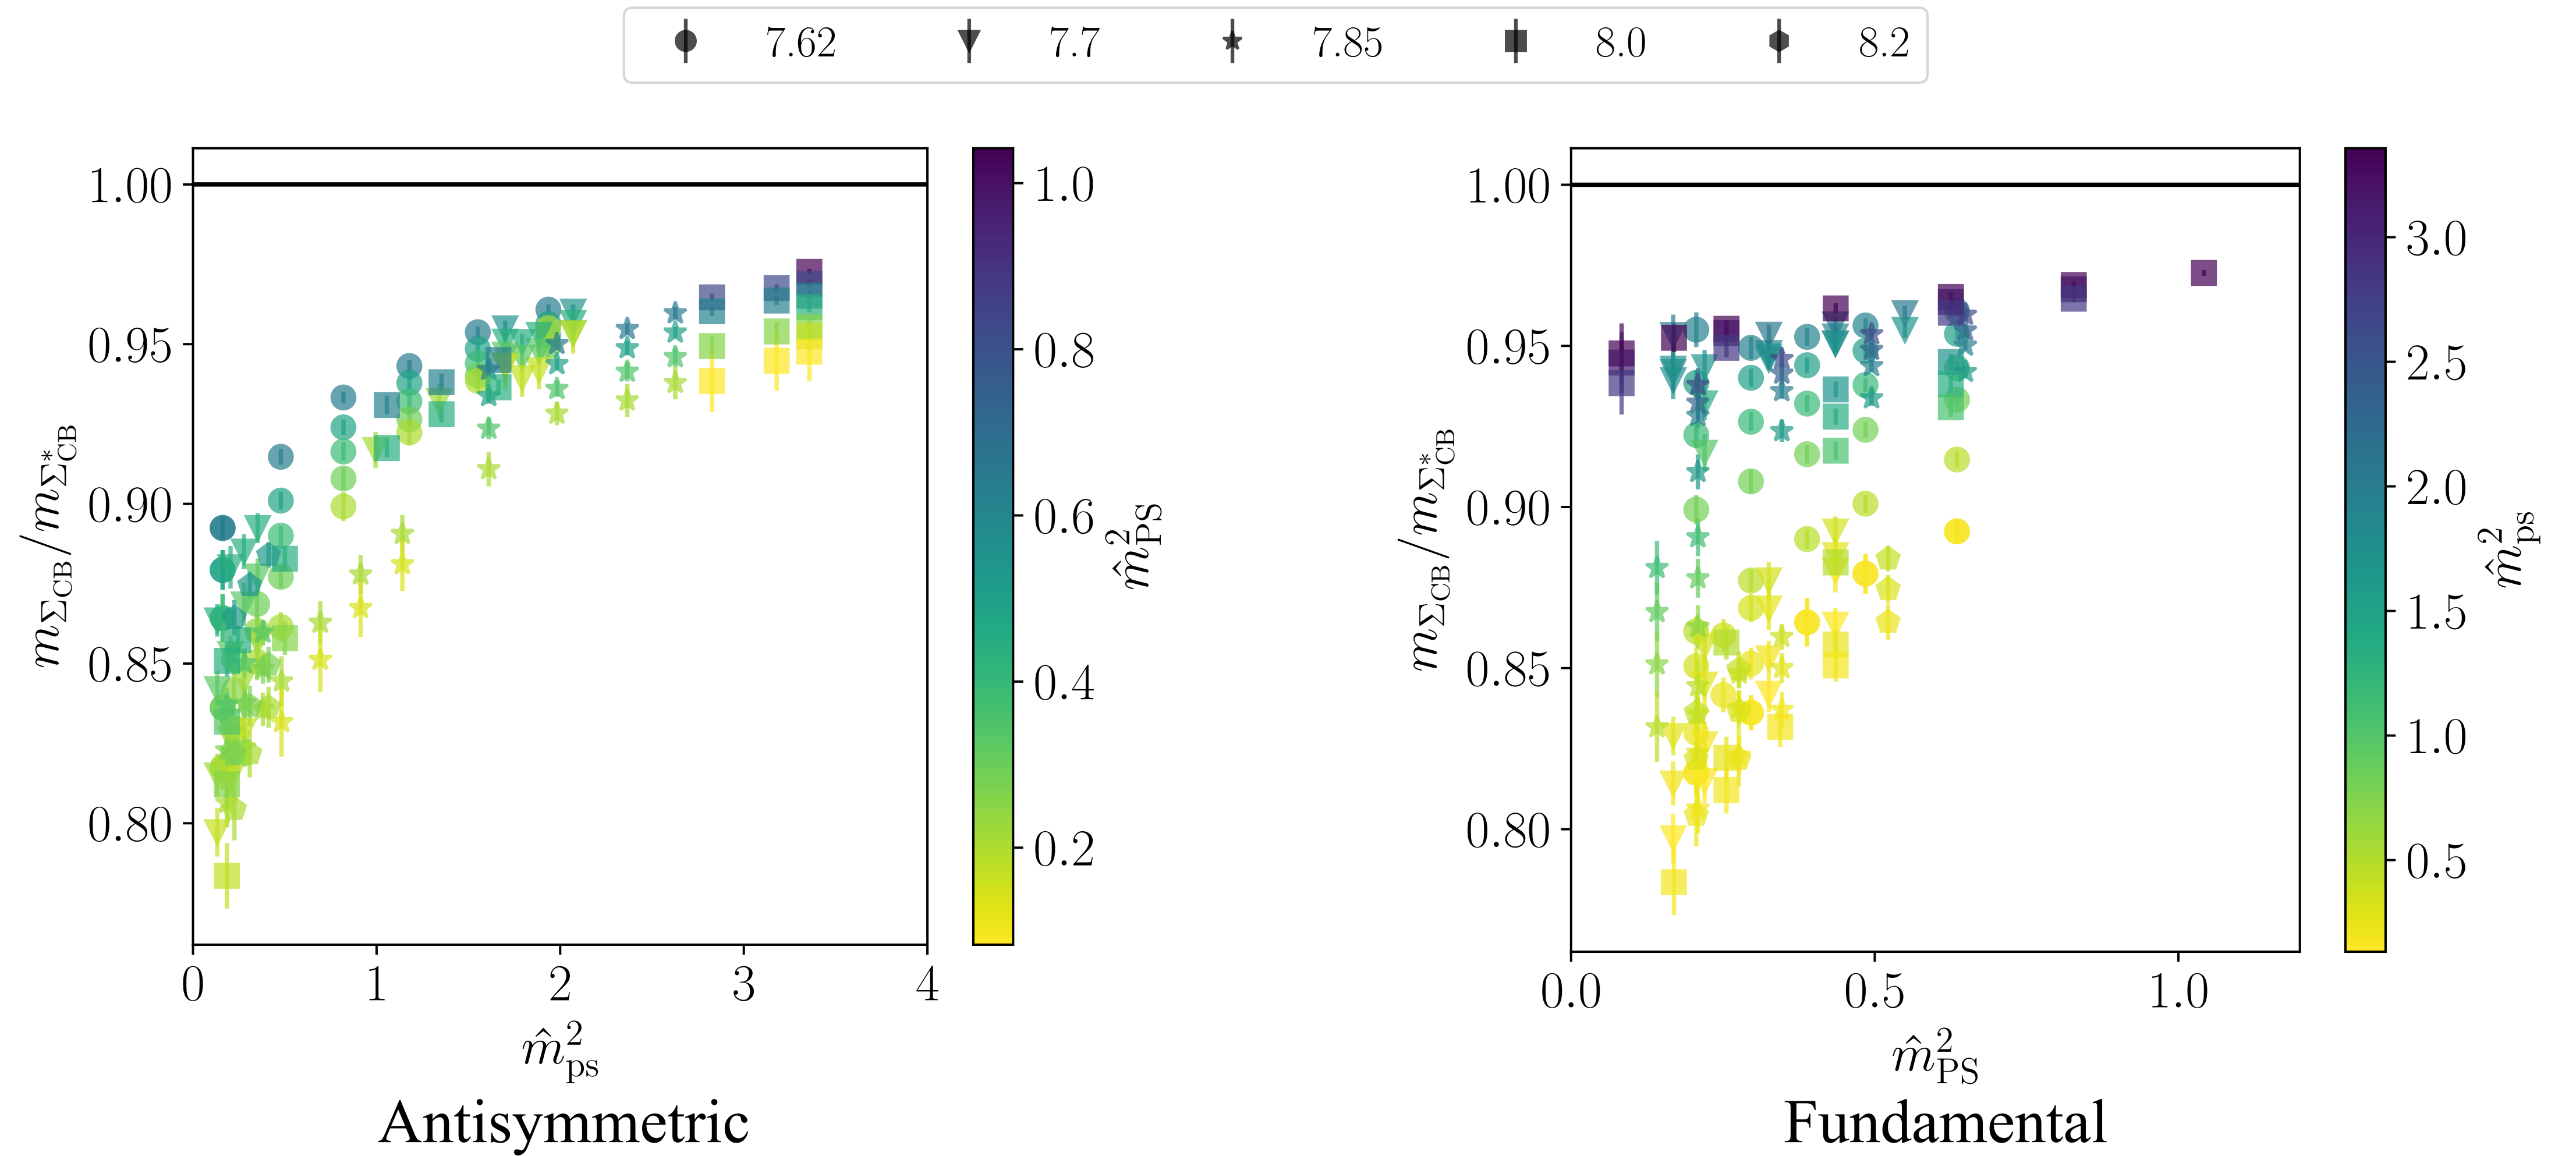 7.62 7.7 7.85 8.0 8.2
m_{Σ_CB}/m_{Σ*_CB}
1.00
0.95
0.90
0.85
0.80
0 1 2 3 4
m̂²_ps
Antisymmetric
1.0
0.8
0.6
0.4
0.2
m̂²_PS
m_{Σ_CB}/m_{Σ*_CB}
1.00
0.95
0.90
0.85
0.80
0.0 0.5 1.0
m̂²_PS
Fundamental
3.0
2.5
2.0
1.5
1.0
0.5
m̂²_ps